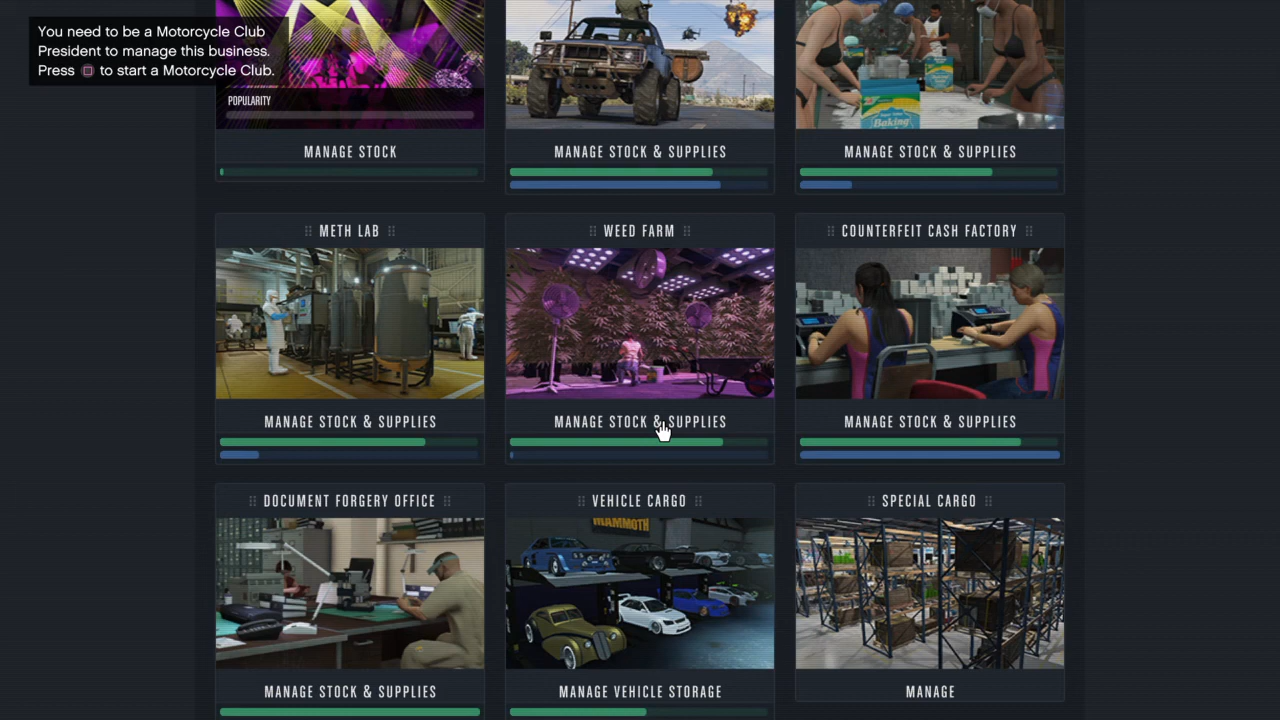 You need to be a Motorcycle Club
President to manage this business.
Press to start a Motorcycle Club.
POPULARITY
MANAGE STOCK
MANAGE STOCK & SUPPLIES
Baking
MANAGE STOCK & SUPPLIES
METH LAB
MANAGE STOCK & SUPPLIES
WEED FARM
MANAGE STOCK & SUPPLIES
COUNTERFEIT CASH FACTORY
MANAGE STOCK & SUPPLIES
DOCUMENT FORGERY OFFICE
MANAGE STOCK & SUPPLIES
VEHICLE CARGO
MAMMOTH
MANAGE VEHICLE STORAGE
SPECIAL CARGO
MANAGE